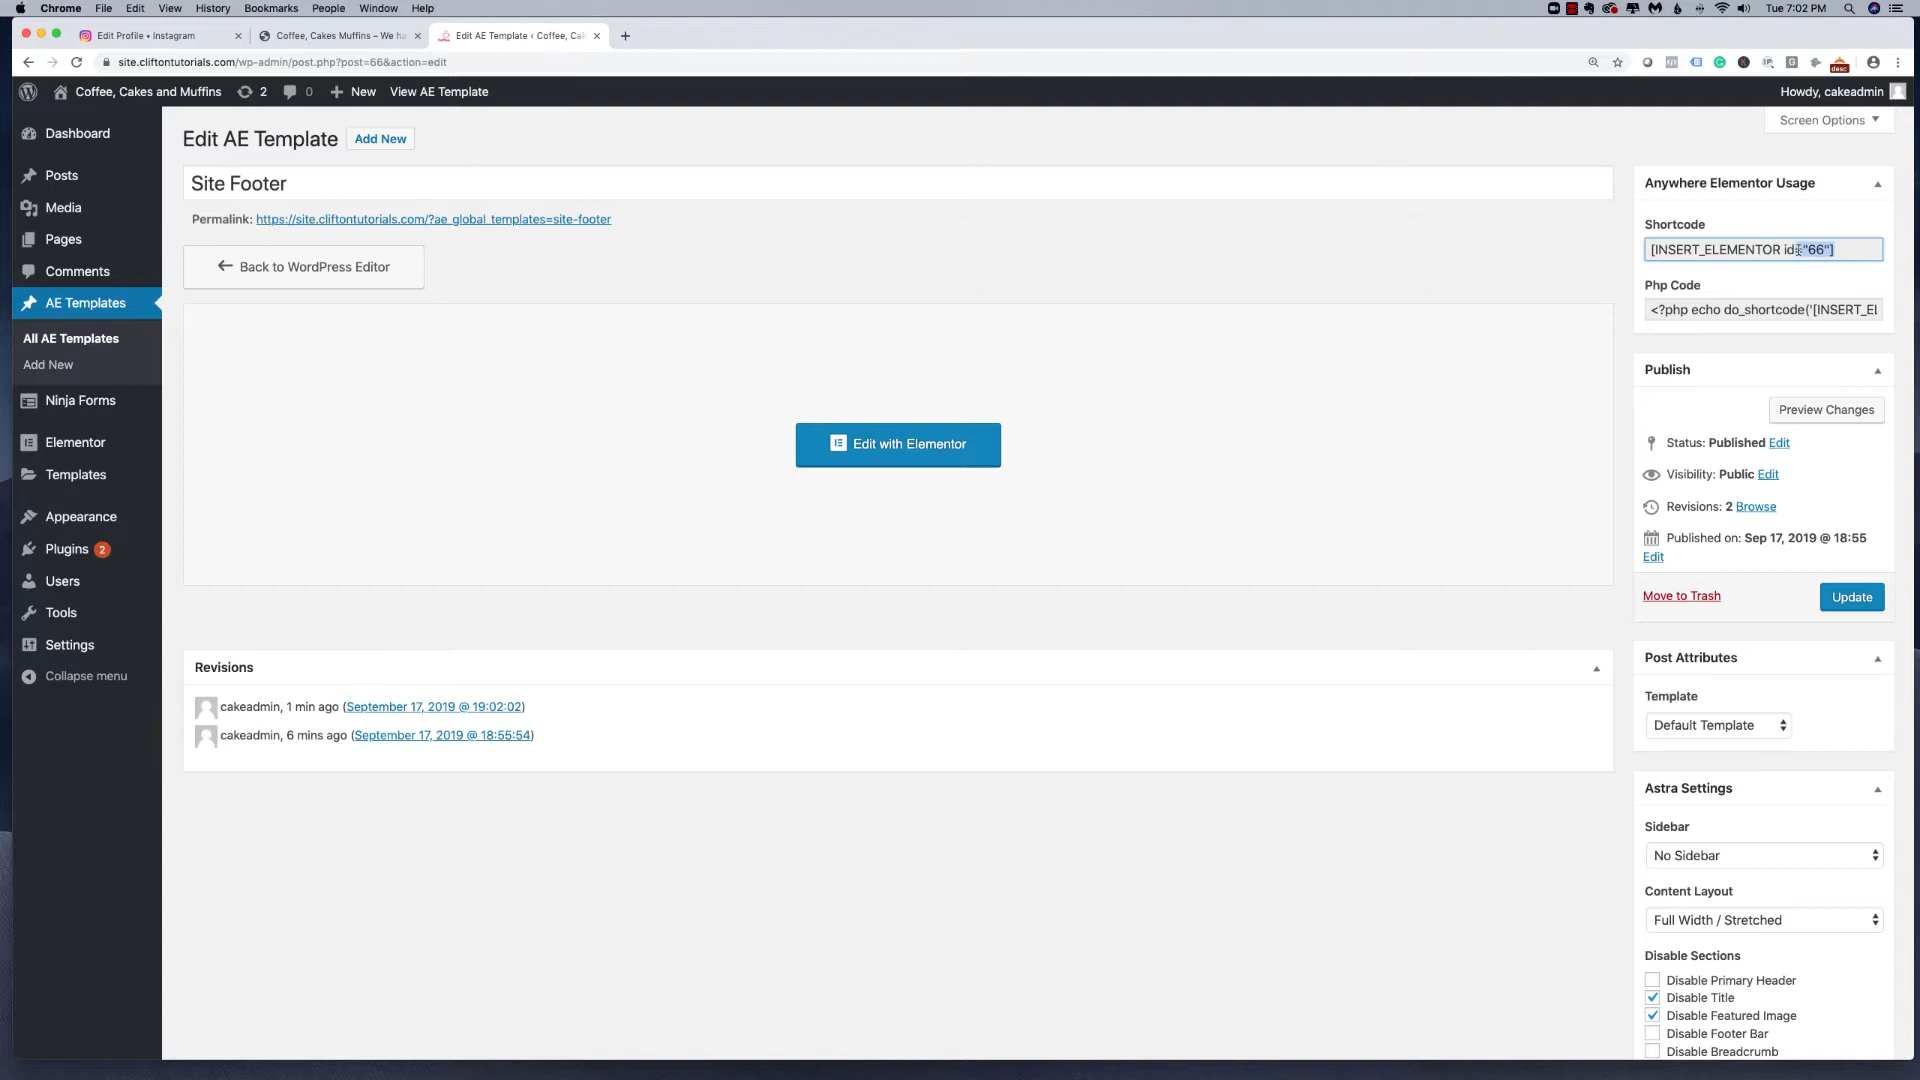 Chrome File Edit View History Bookmarks People Window Help
Tue 7:02 PM
Edit Profile • Instagram
Coffee, Cakes Muffins – We ha
Edit AE Template ‹ Coffee, Cak
site.cliftontutorials.com/wp-admin/post.php?post=66&action=edit
Coffee, Cakes and Muffins 2 0 New View AE Template
Howdy, cakeadmin
Screen Options
Dashboard
Posts
Media
Pages
Comments
AE Templates
All AE Templates
Add New
Ninja Forms
Elementor
Templates
Appearance
Plugins 2
Users
Tools
Settings
Collapse menu
Edit AE Template Add New
Site Footer
Permalink: https://site.cliftontutorials.com/?ae_global_templates=site-footer
← Back to WordPress Editor
Edit with Elementor
Revisions
cakeadmin, 1 min ago (September 17, 2019 @ 19:02:02)
cakeadmin, 6 mins ago (September 17, 2019 @ 18:55:54)
Anywhere Elementor Usage
Shortcode
[INSERT_ELEMENTOR id="66"]
Php Code
<?php echo do_shortcode('[INSERT_EL
Publish
Preview Changes
Status: Published Edit
Visibility: Public Edit
Revisions: 2 Browse
Published on: Sep 17, 2019 @ 18:55
Edit
Move to Trash
Update
Post Attributes
Template
Default Template
Astra Settings
Sidebar
No Sidebar
Content Layout
Full Width / Stretched
Disable Sections
Disable Primary Header
Disable Title
Disable Featured Image
Disable Footer Bar
Disable Breadcrumb